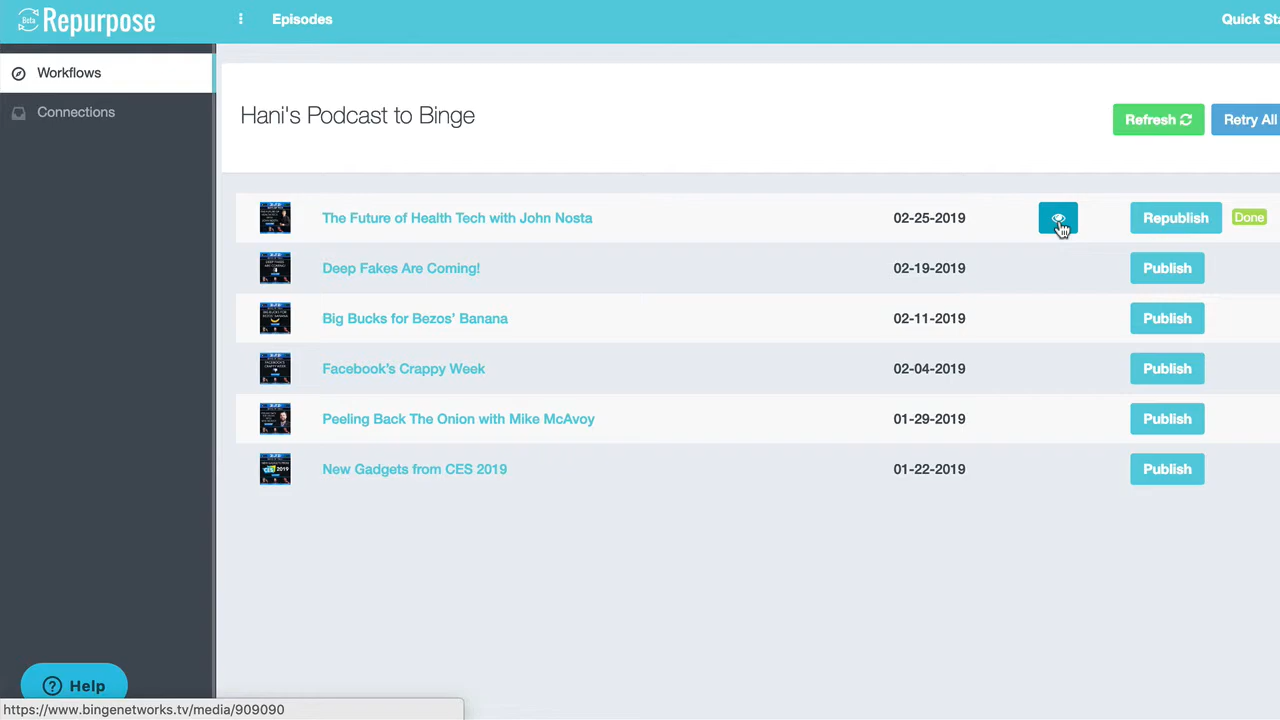 Beta Repurpose
Episodes
Quick Sta
Workflows
Connections
Hani's Podcast to Binge
Refresh
Retry All
The Future of Health Tech with John Nosta 02-25-2019 Republish Done
Deep Fakes Are Coming! 02-19-2019 Publish
Big Bucks for Bezos’ Banana 02-11-2019 Publish
Facebook’s Crappy Week 02-04-2019 Publish
Peeling Back The Onion with Mike McAvoy 01-29-2019 Publish
New Gadgets from CES 2019 01-22-2019 Publish
Help
https://www.bingenetworks.tv/media/909090